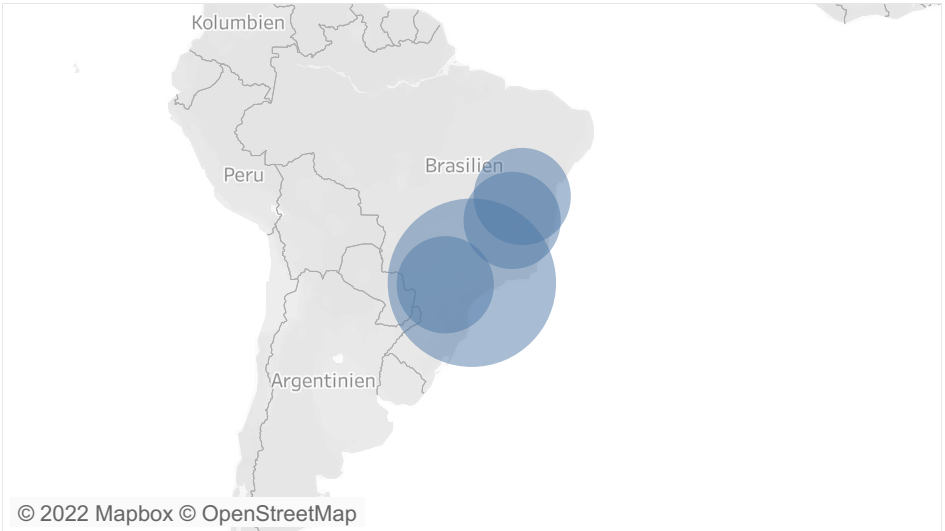 Kolumbien
Brasilien
Peru
Argentinien
© 2022 Mapbox © OpenStreetMap